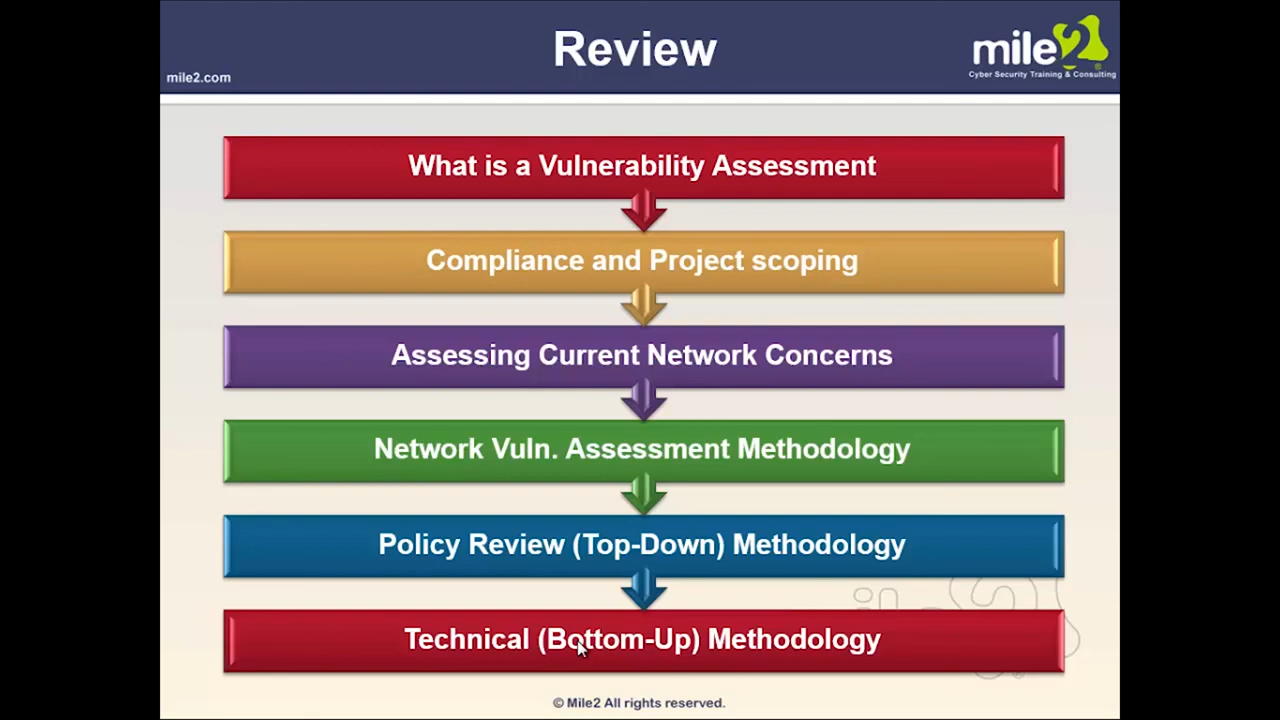 Review
mile2.com
mile2
Cyber Security Training & Consulting
What is a Vulnerability Assessment
Compliance and Project scoping
Assessing Current Network Concerns
Network Vuln. Assessment Methodology
Policy Review (Top-Down) Methodology
Technical (Bottom-Up) Methodology
© Mile2 All rights reserved.